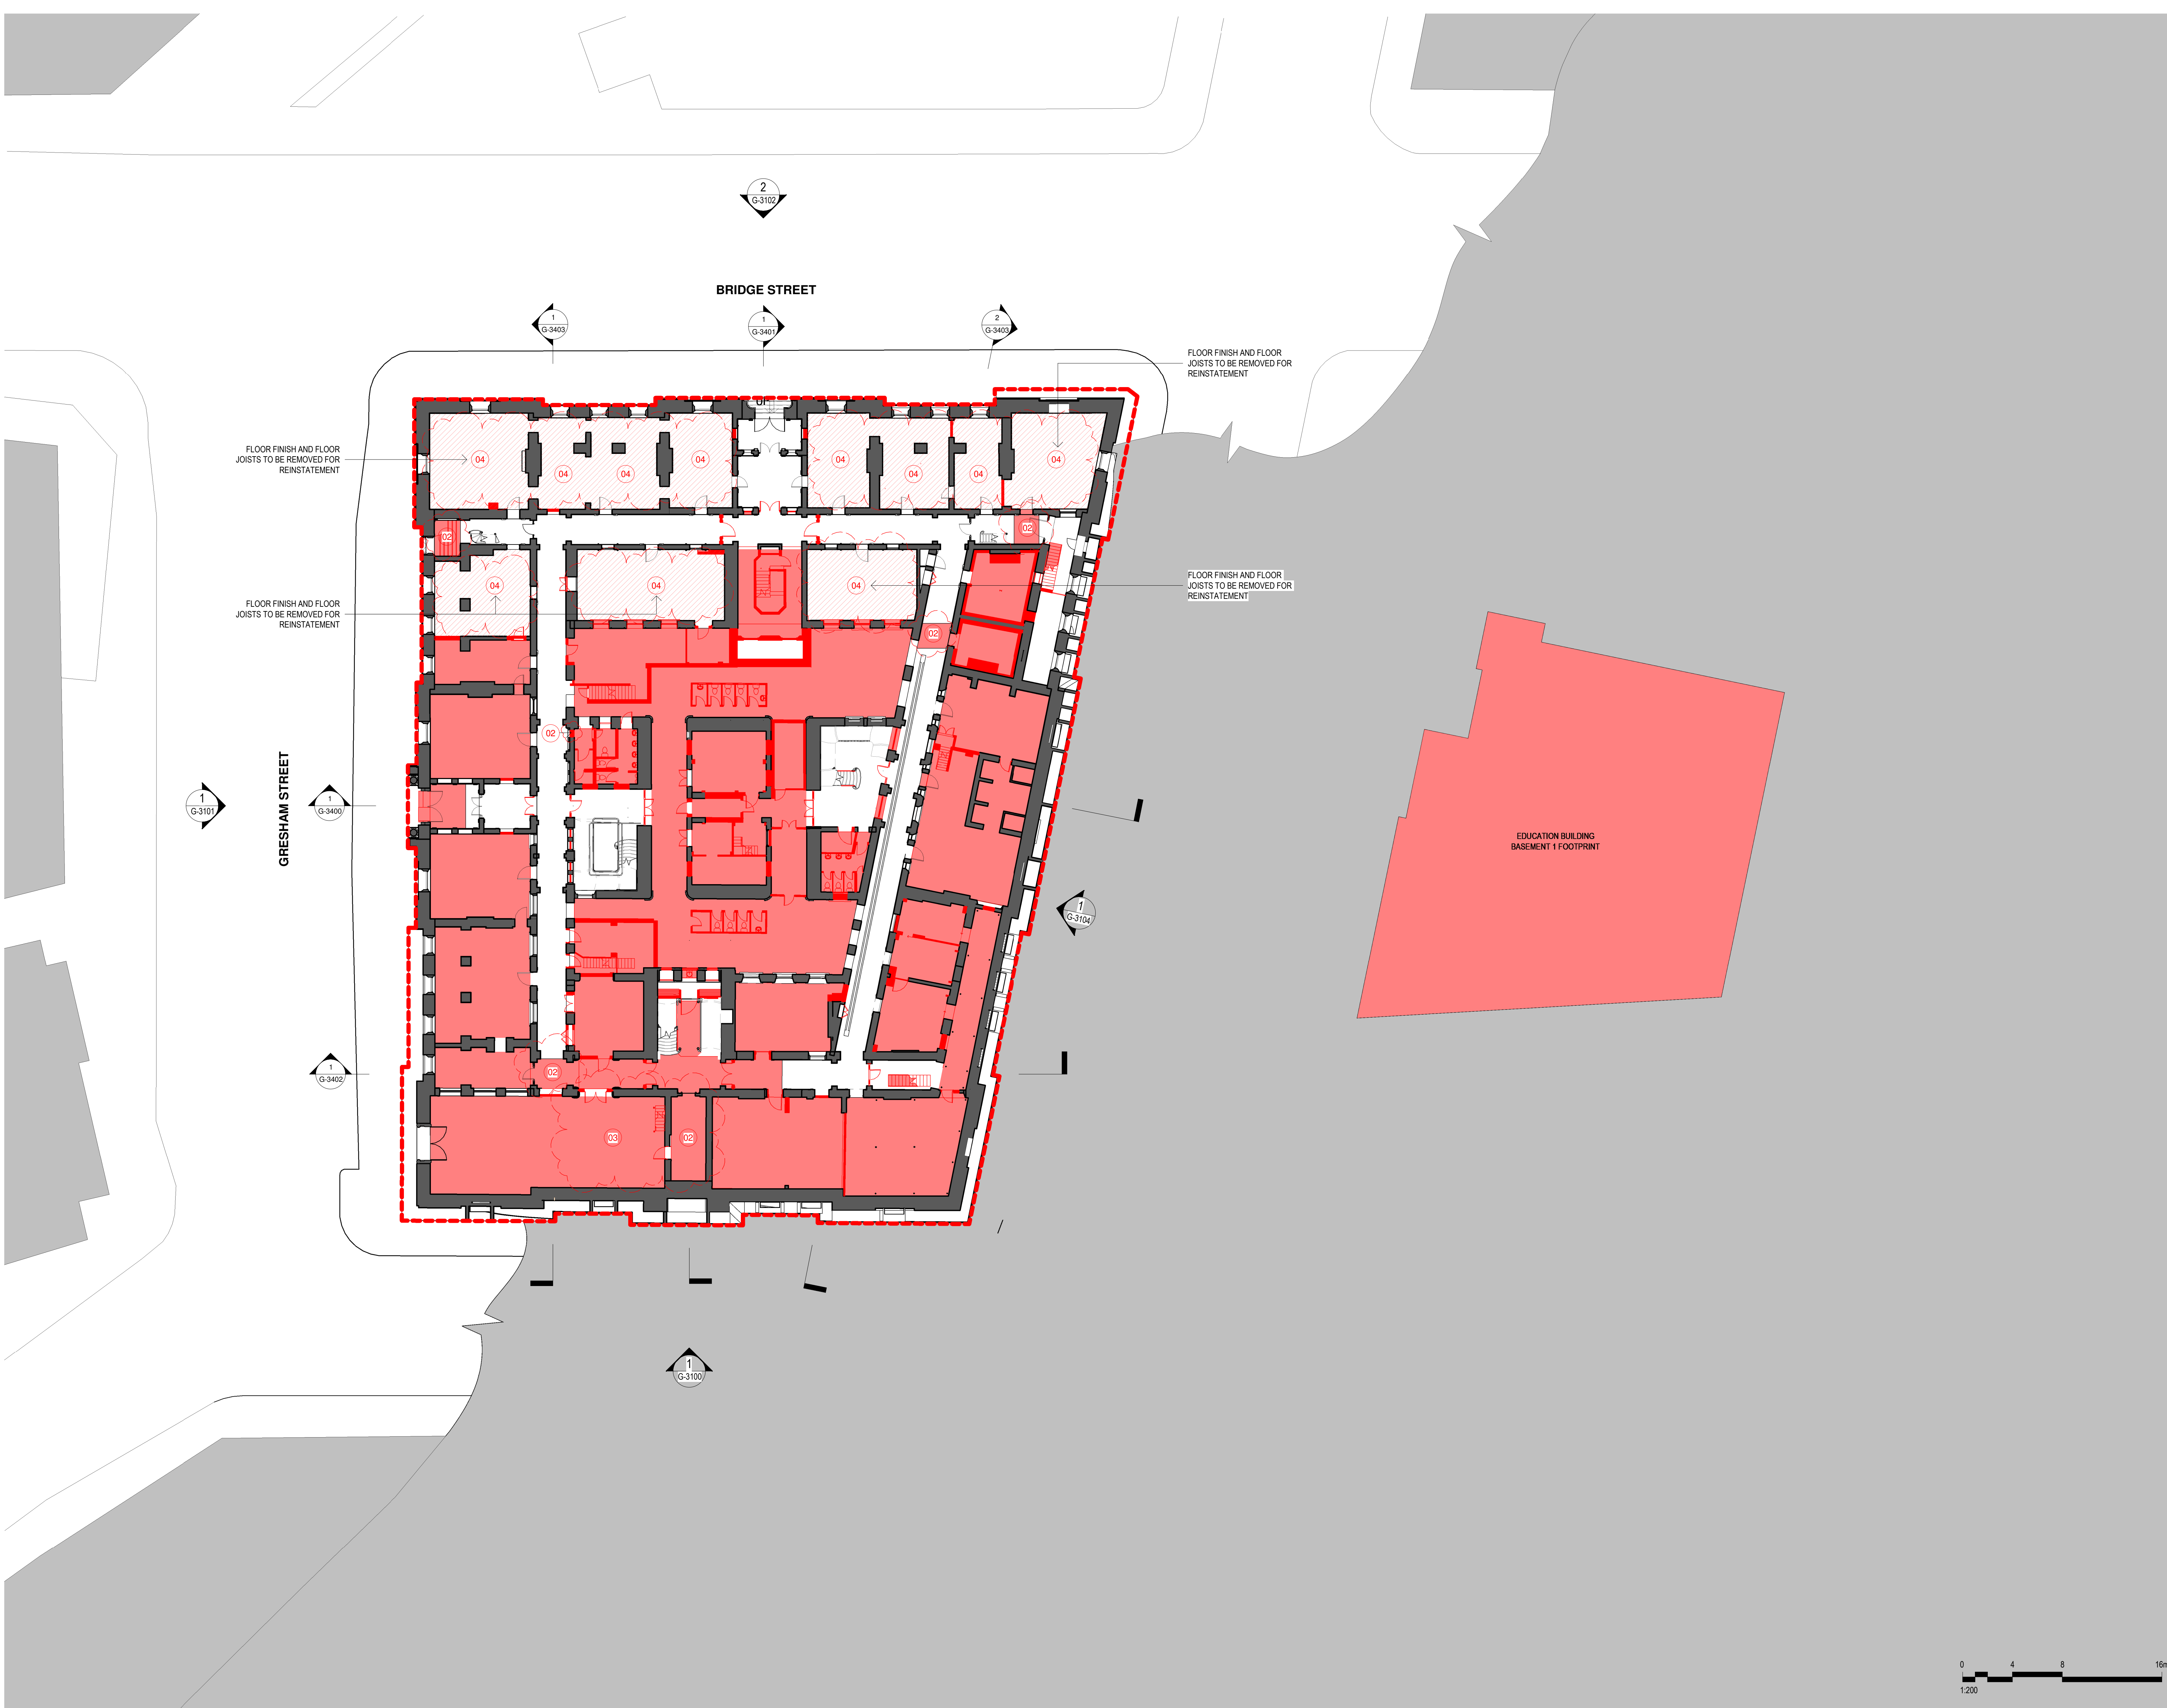 2
G-3102
BRIDGE STREET
1
G-3403
1
G-3401
2
G-3403
FLOOR FINISH AND FLOOR
JOISTS TO BE REMOVED FOR
REINSTATEMENT
FLOOR FINISH AND FLOOR
JOISTS TO BE REMOVED FOR
REINSTATEMENT
04
04
04
04
04
04
04
04
02
02
FLOOR FINISH AND FLOOR
JOISTS TO BE REMOVED FOR
REINSTATEMENT
04
04
04
FLOOR FINISH AND FLOOR
JOISTS TO BE REMOVED FOR
REINSTATEMENT
02
02
GRESHAM STREET
1
G-3101
1
G-3400
EDUCATION BUILDING
BASEMENT 1 FOOTPRINT
1
G-3104
1
G-3402
02
03
02
1
G-3100
0 4 8 16m
1:200